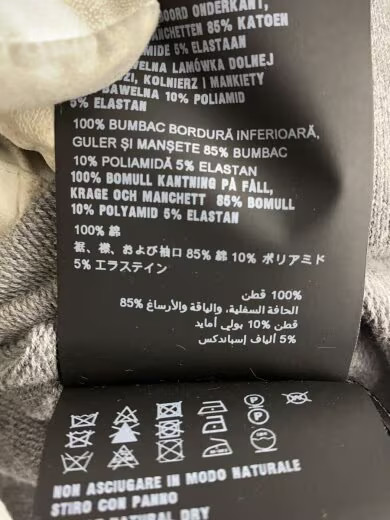 BOORD ONDERKANT,
MANCHETTEN 85% KATOEN
5% ELASTAAN
LAMÓWKA DOLNEJ
KOLNIERZ I MANKIETY
BAWEŁNA 10% POLIAMID
5% ELASTAN
100% BUMBAC BORDURĂ INFERIOARĂ,
GULER ȘI MANȘETE 85% BUMBAC
10% POLIAMIDĂ 5% ELASTAN
100% BOMULL KANTNING PÅ FÅLL,
KRAGE OCH MANCHETT 85% BOMULL
10% POLYAMID 5% ELASTAN
100% 綿
裾、襟、および袖口 85% 綿 10% ポリアミド
5% エラステイン
100% قطن
الحافة السفلية، والياقة والأرساغ 85%
قطن 10% بولي أمايد
5% ألياف إسباندكس
NON ASCIUGARE IN MODO NATURALE
STIRO CON PANNO
NATURAL DRY